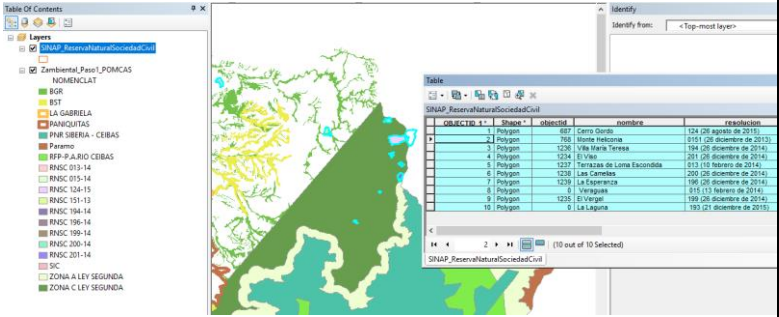 Table Of Contents
Layers
SINAP_ReservaNaturalSociedadCivil
Zambiental_Paso1_POMCAS
NOMENCLAT
BGR
BST
LA GABRIELA
PANIQUITAS
PNR SIBERIA - CEIBAS
Paramo
RFP-P.A.RIO CEIBAS
RNSC 013-14
RNSC 015-14
RNSC 124-15
RNSC 151-13
RNSC 194-14
RNSC 196-14
RNSC 199-14
RNSC 200-14
RNSC 201-14
SIC
ZONA A LEY SEGUNDA
ZONA C LEY SEGUNDA
Identify
Identify from: <Top-most layer>
Table
SINAP_ReservaNaturalSociedadCivil
OBJECTID_1 * Shape * objectid nombre resolucion
1 Polygon 687 Cerro Gordo 124 (26 agosto de 2015)
2 Polygon 768 Monte Heliconia 0151 (26 diciembre de 2013)
3 Polygon 1236 Villa Maria Teresa 194 (26 diciembre de 2014)
4 Polygon 1234 El Viso 201 (26 diciembre de 2014)
5 Polygon 1237 Terrazas de Loma Escondida 013 (10 febrero de 2014)
6 Polygon 1238 Las Camelias 200 (26 diciembre de 2014)
7 Polygon 1239 La Esperanza 196 (26 diciembre de 2014)
8 Polygon 0 Veraguas 015 (13 febrero de 2014)
9 Polygon 1235 El Vergel 199 (26 diciembre de 2014)
10 Polygon 0 La Laguna 193 (21 diciembre de 2015)
2 (10 out of 10 Selected)
SINAP_ReservaNaturalSociedadCivil